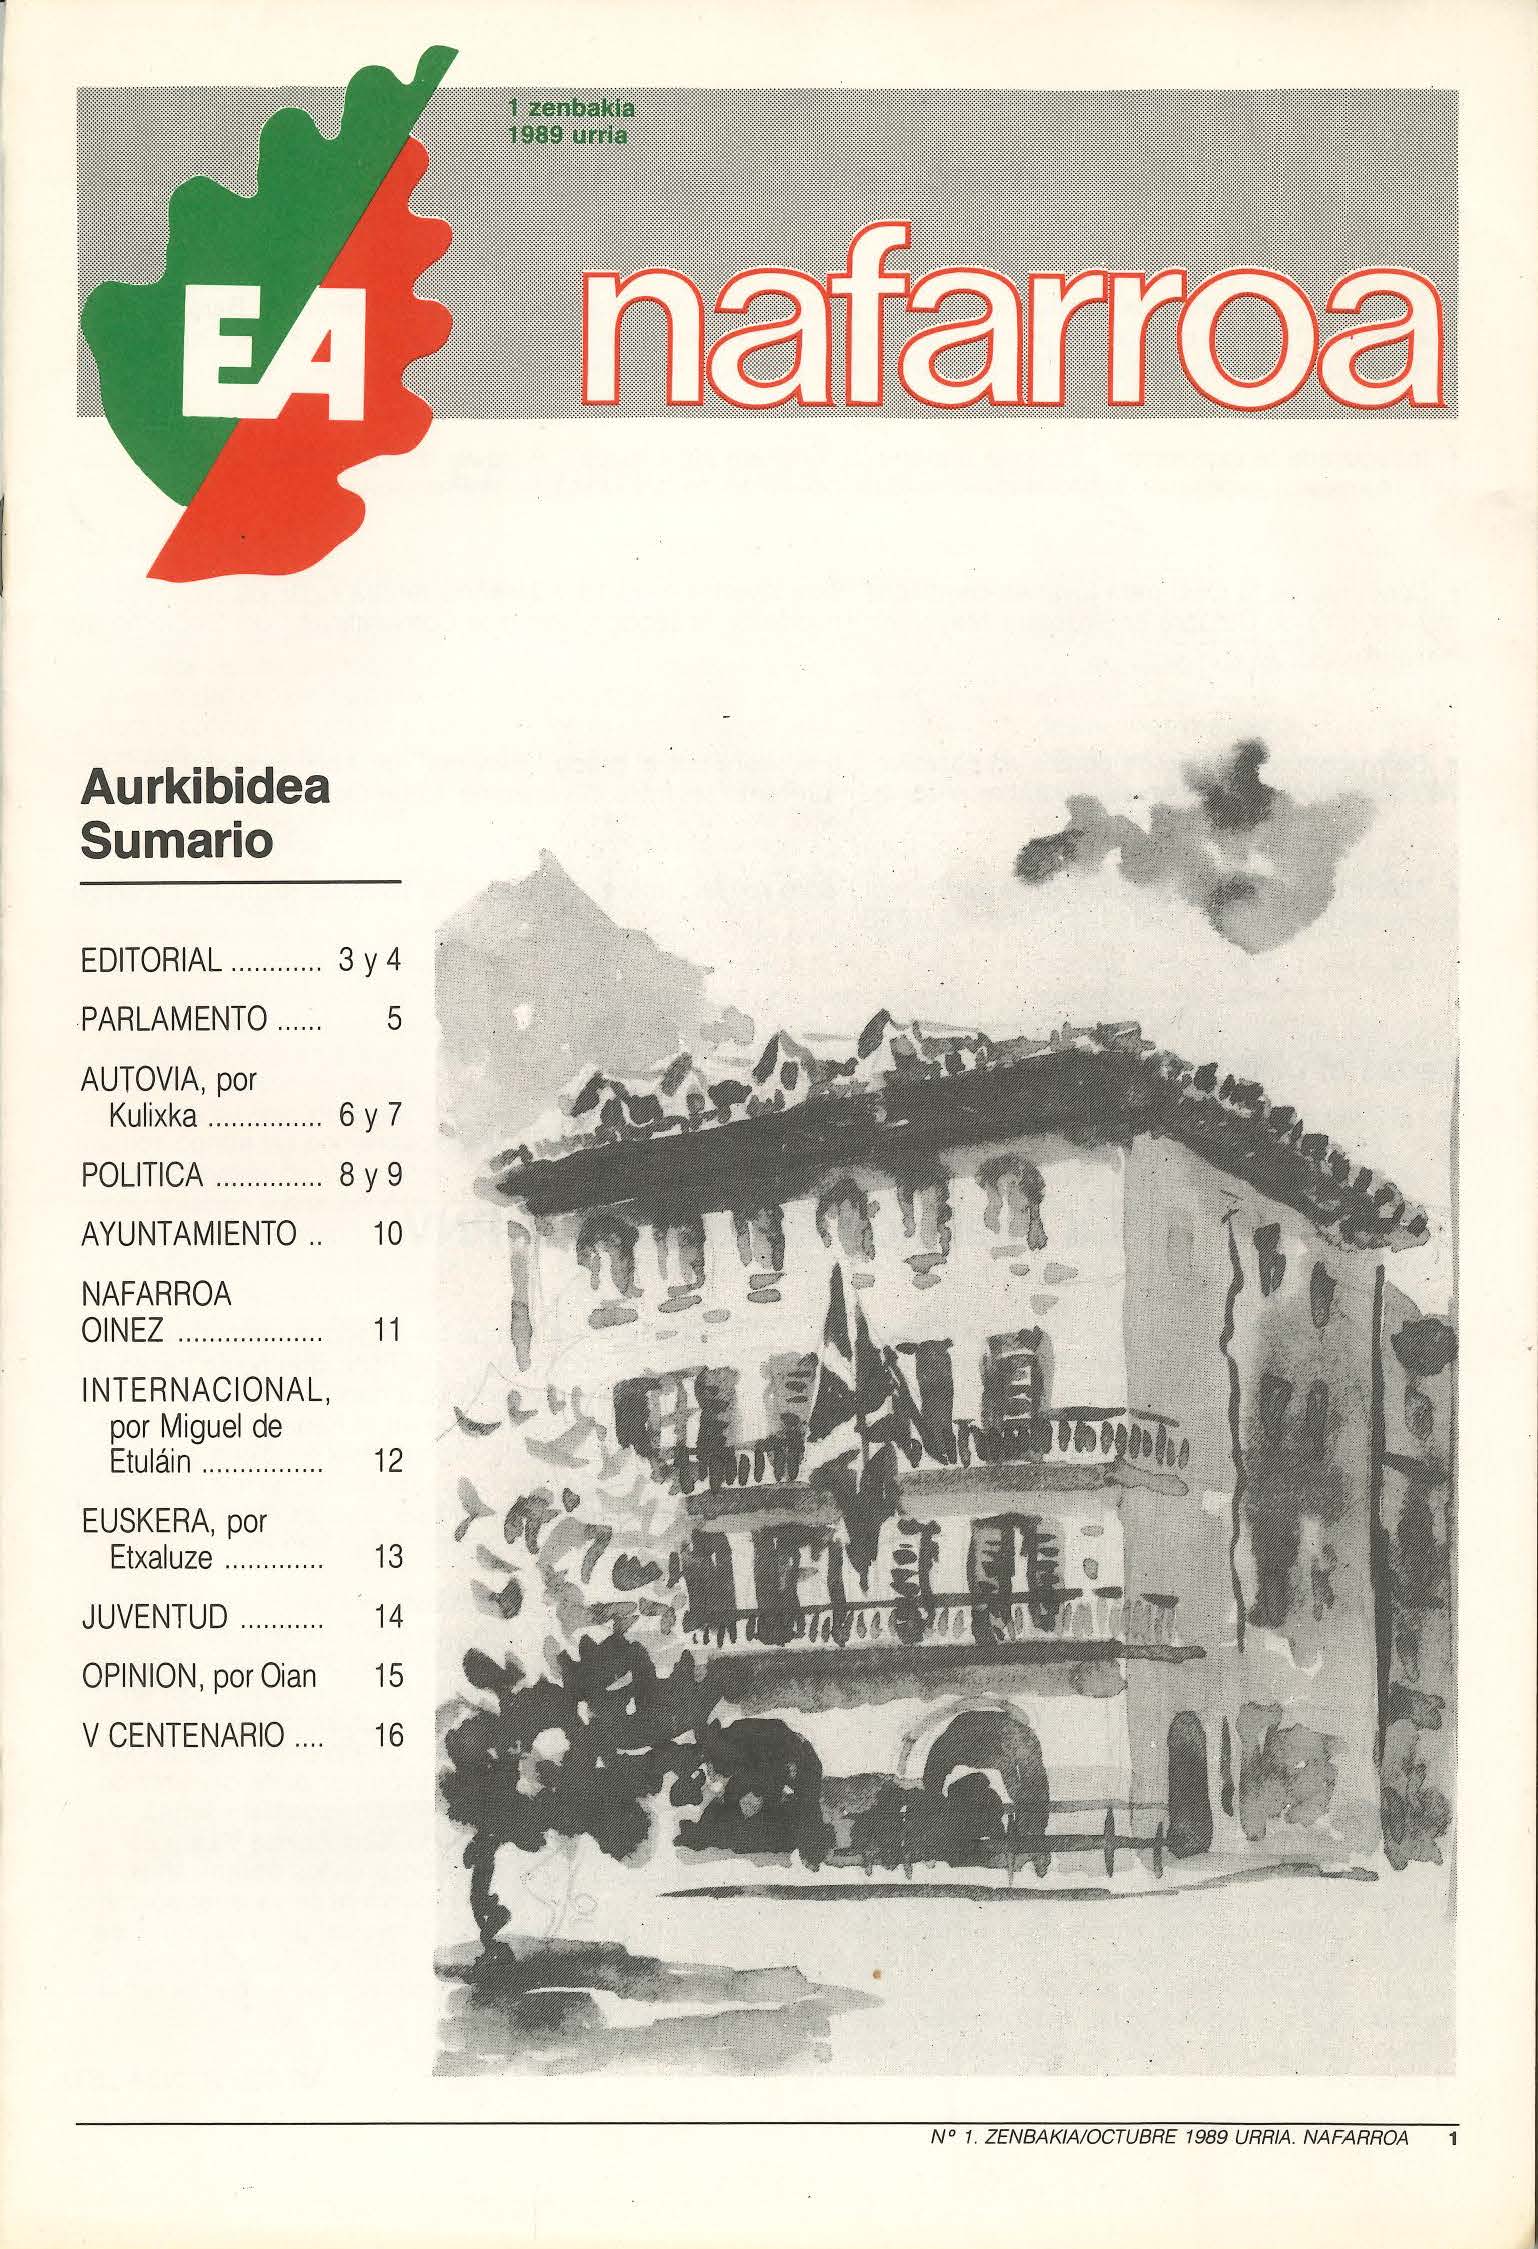 1 zenbakia
1989 urria
EA
nafarroa
Aurkibidea
Sumario
EDITORIAL ............ 3 y 4
PARLAMENTO ...... 5
AUTOVIA, por
Kulixka ............... 6 y 7
POLITICA .............. 8 y 9
AYUNTAMIENTO .. 10
NAFARROA
OINEZ ................... 11
INTERNACIONAL,
por Miguel de
Etuláin ................ 12
EUSKERA, por
Etxaluze ............. 13
JUVENTUD ........... 14
OPINION, por Oian 15
V CENTENARIO .... 16
Nº 1. ZENBAKIA/OCTUBRE 1989 URRIA. NAFARROA 1